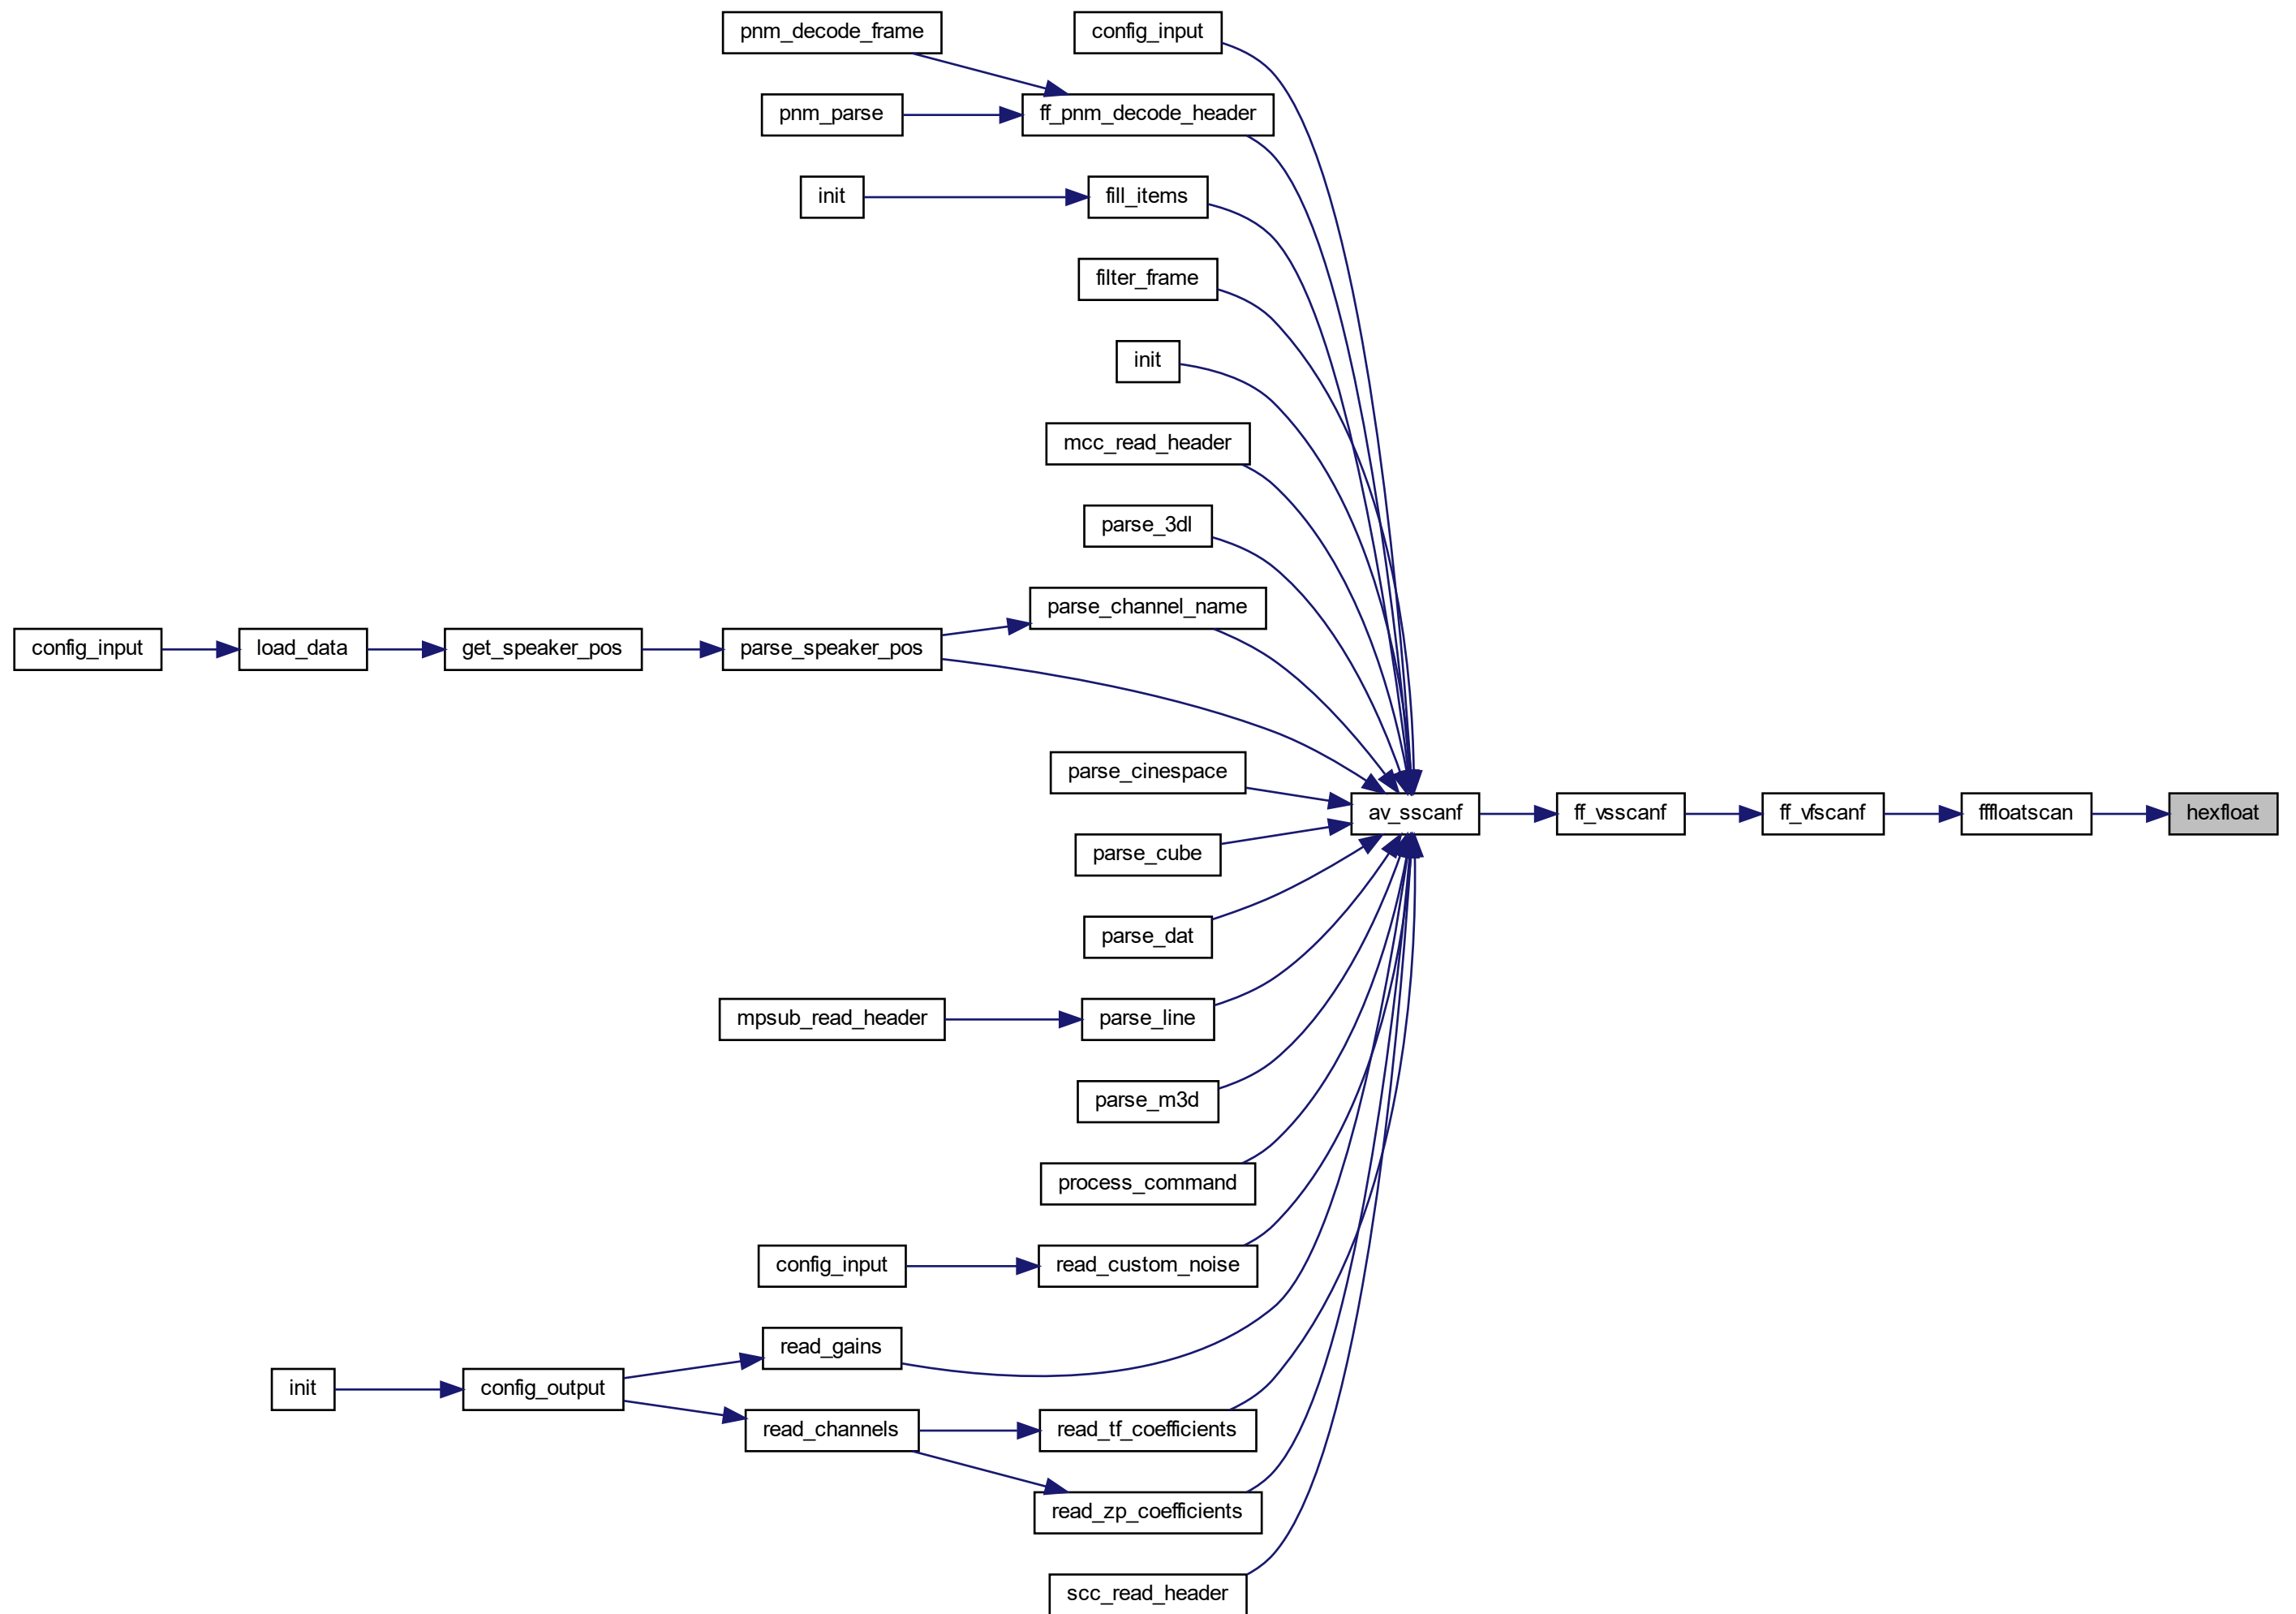 pnm_decode_frame
config_input
pnm_parse
ff_pnm_decode_header
init
fill_items
filter_frame
init
mcc_read_header
parse_3dl
parse_channel_name
config_input
load_data
get_speaker_pos
parse_speaker_pos
parse_cinespace
av_sscanf
ff_vsscanf
ff_vfscanf
fffloatscan
hexfloat
parse_cube
parse_dat
mpsub_read_header
parse_line
parse_m3d
process_command
config_input
read_custom_noise
read_gains
init
config_output
read_channels
read_tf_coefficients
read_zp_coefficients
scc_read_header